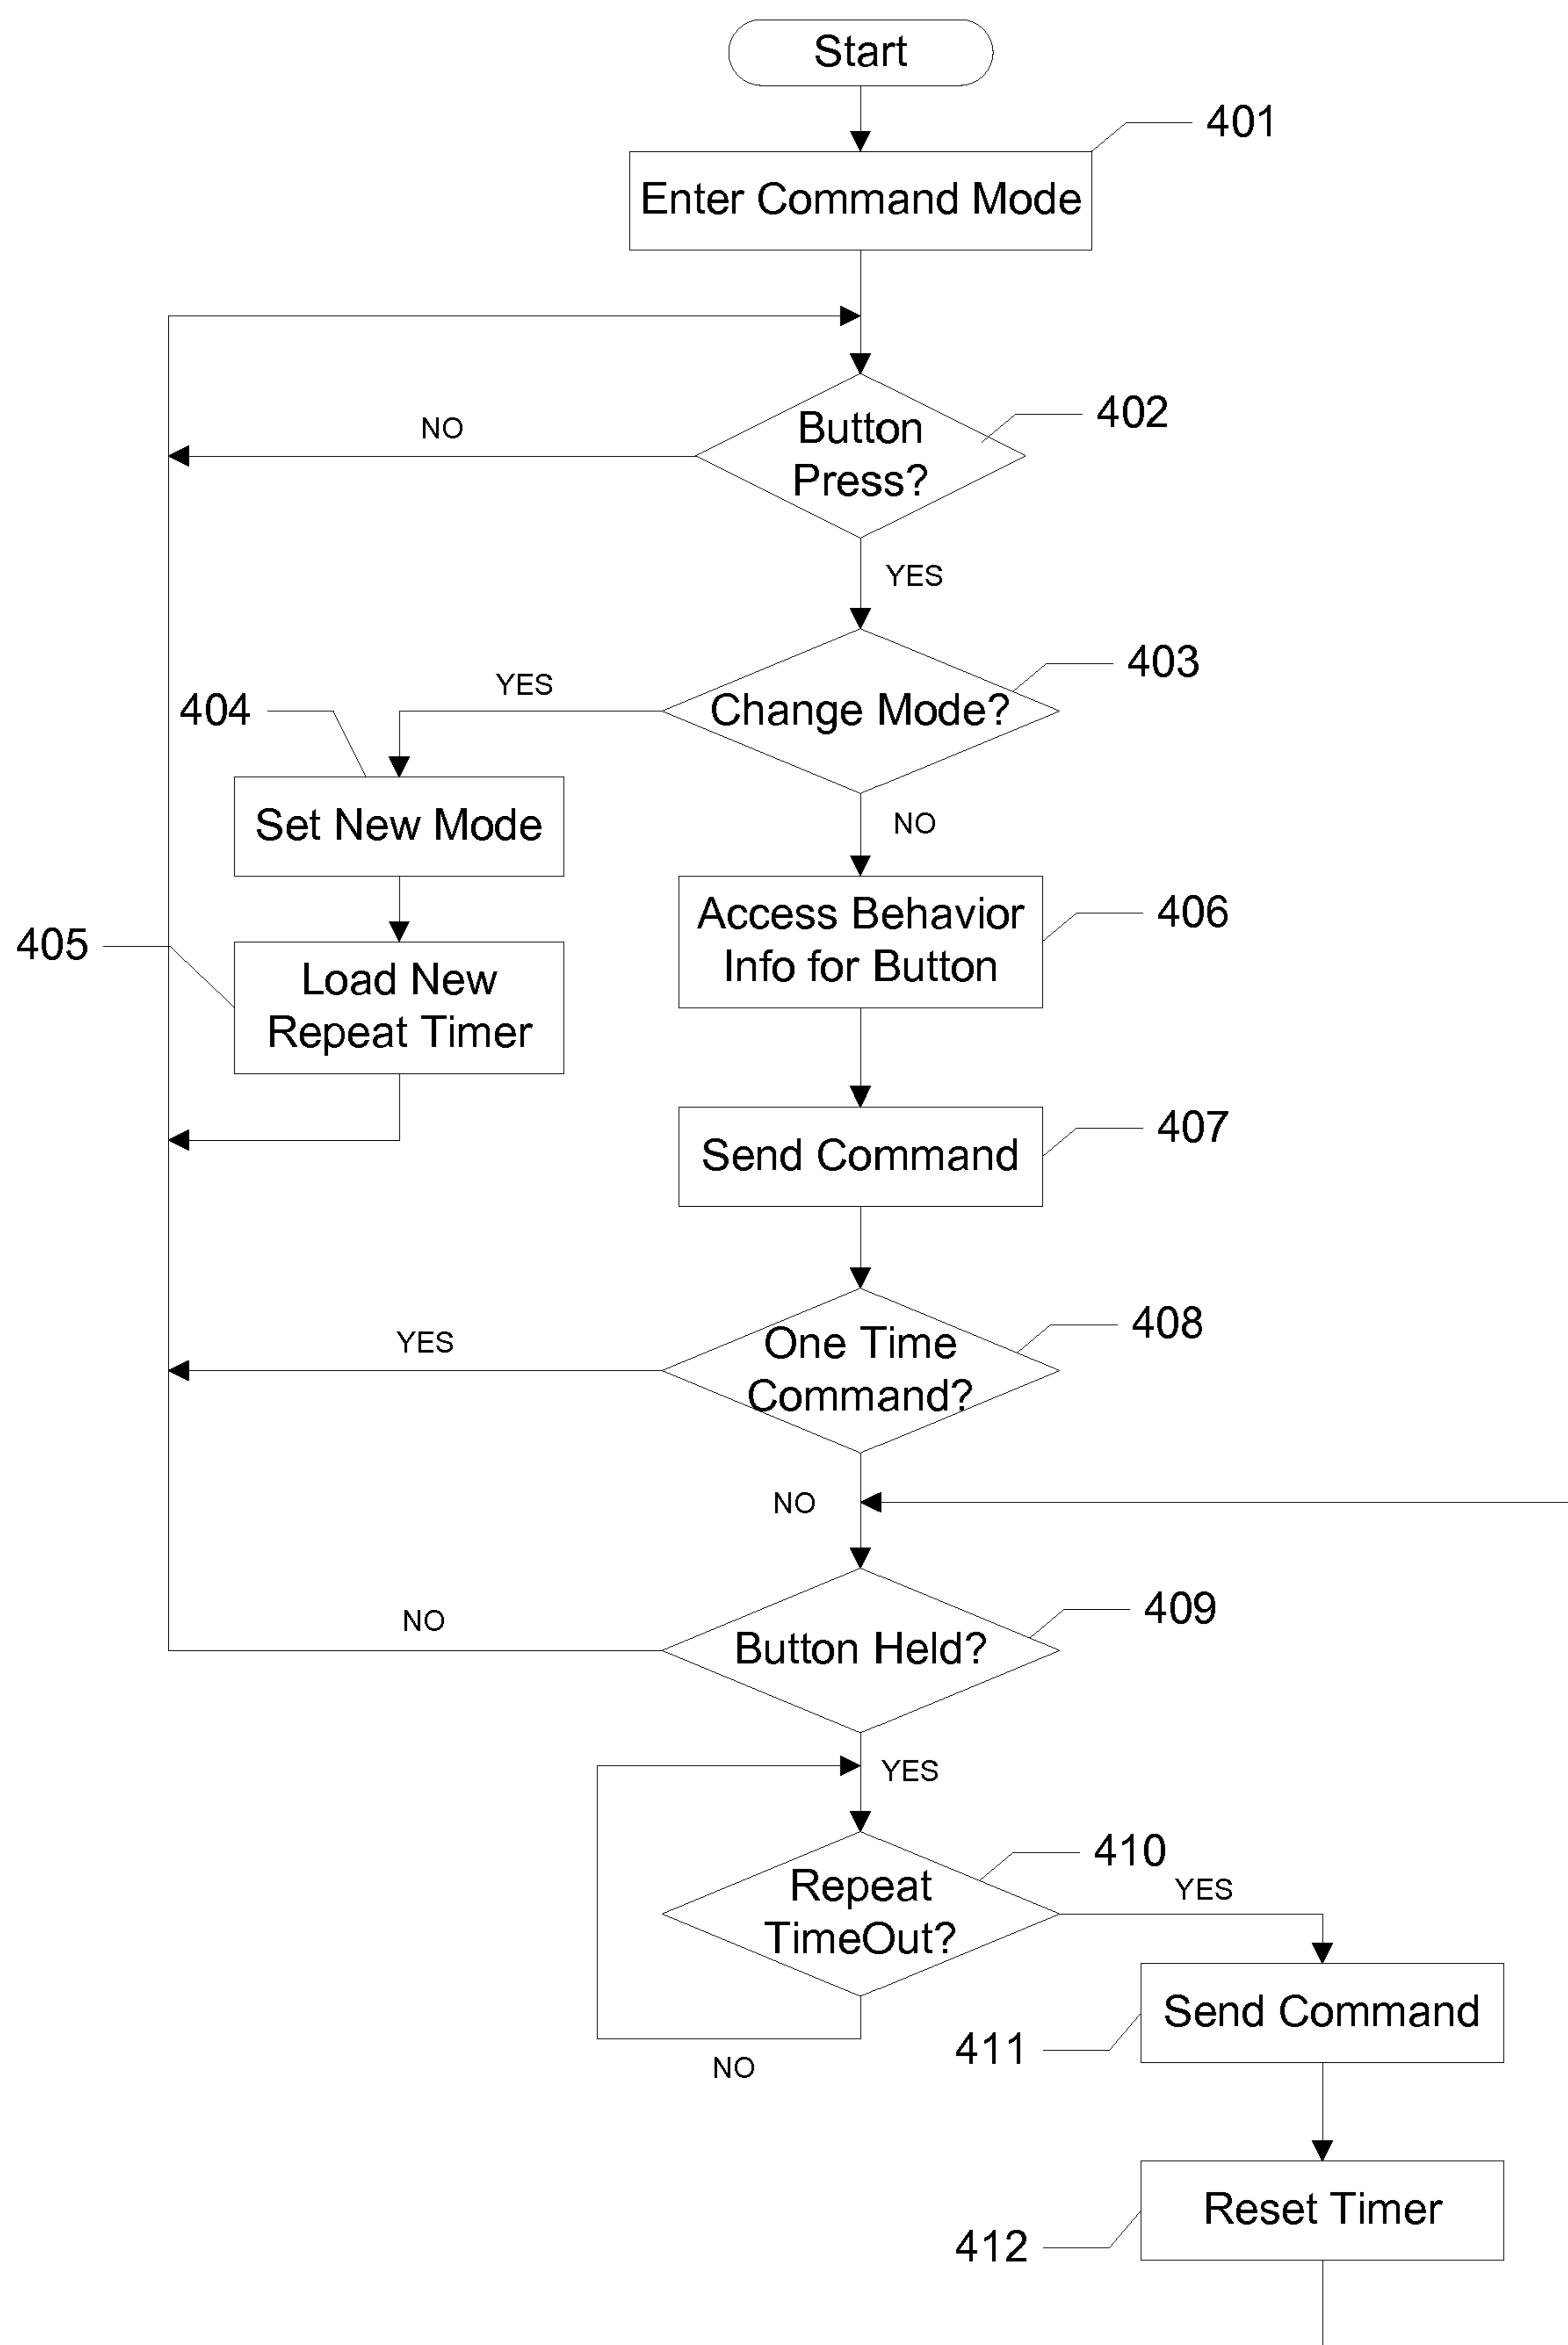 Start
401
Enter Command Mode
402
Button
Press?
NO
YES
403
Change Mode?
YES
404
NO
Set New Mode
406
Access Behavior
Info for Button
405
Load New
Repeat Timer
407
Send Command
408
One Time
Command?
YES
NO
409
Button Held?
NO
YES
410
Repeat
TimeOut?
YES
NO
411
Send Command
412
Reset Timer